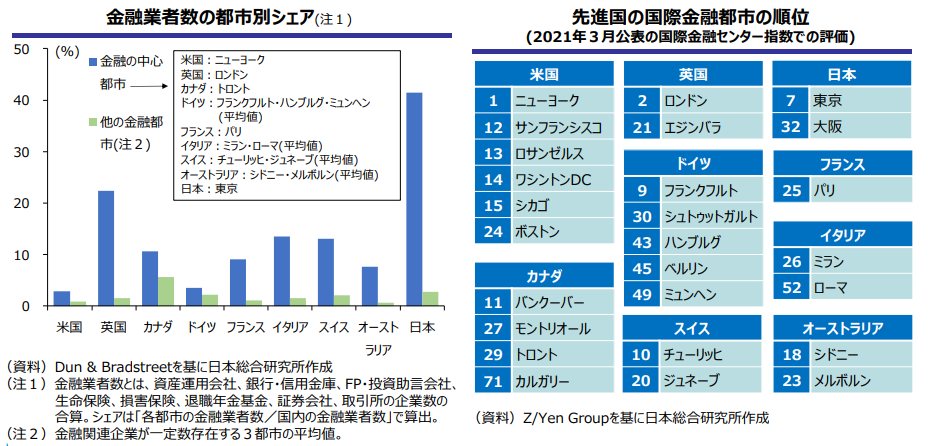 金融業者数の都市別シェア(注1)
(%)
50
40
30
20
10
0
金融の中心
都市
他の金融都
市(注2)
米国：ニューヨーク
英国：ロンドン
カナダ：トロント
ドイツ：フランクフルト・ハンブルグ・ミュンヘン
(平均値)
フランス：パリ
イタリア：ミラン・ローマ(平均値)
スイス：チューリッヒ・ジュネーブ(平均値)
オーストラリア：シドニー・メルボルン(平均値)
日本：東京
米国 英国 カナダ ドイツ フランス イタリア スイス オースト 日本
ラリア
（資料）Dun & Bradstreetを基に日本総合研究所作成
（注１）金融業者数とは、資産運用会社、銀行・信用金庫、FP・投資助言会社、
生命保険、損害保険、退職年金基金、証券会社、取引所の企業数の
合算。シェアは「各都市の金融業者数／国内の金融業者数」で算出。
（注２）金融関連企業が一定数存在する３都市の平均値。
先進国の国際金融都市の順位
(2021年３月公表の国際金融センター指数での評価)
米国
1 ニューヨーク
12 サンフランシスコ
13 ロサンゼルス
14 ワシントンDC
15 シカゴ
24 ボストン
カナダ
11 バンクーバー
27 モントリオール
29 トロント
71 カルガリー
英国
2 ロンドン
21 エジンバラ
ドイツ
9 フランクフルト
30 シュトゥットガルト
43 ハンブルグ
45 ベルリン
49 ミュンヘン
スイス
10 チューリッヒ
20 ジュネーブ
日本
7 東京
32 大阪
フランス
25 パリ
イタリア
26 ミラン
52 ローマ
オーストラリア
18 シドニー
23 メルボルン
（資料）Z/Yen Groupを基に日本総合研究所作成